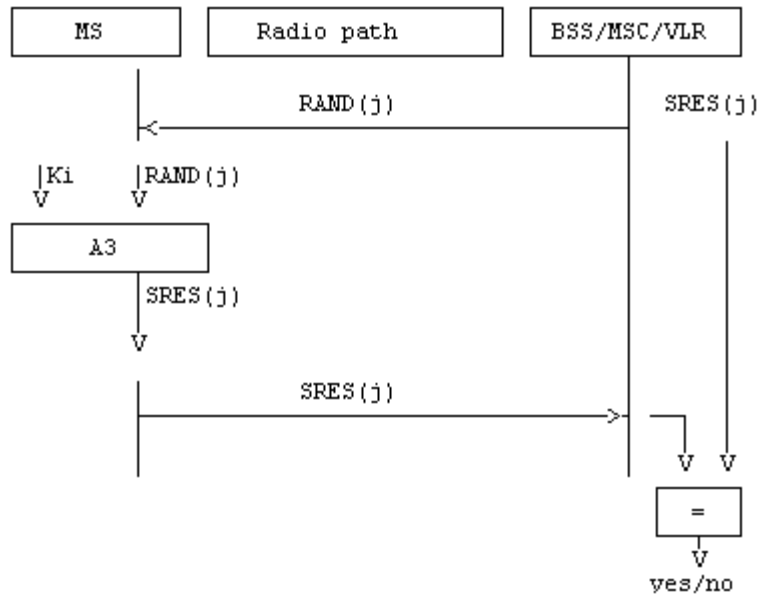 MS
Radio path
BSS/MSC/VLR
RAND(j)
SRES(j)
Ki
RAND(j)
A3
SRES(j)
SRES(j)
=
yes/no